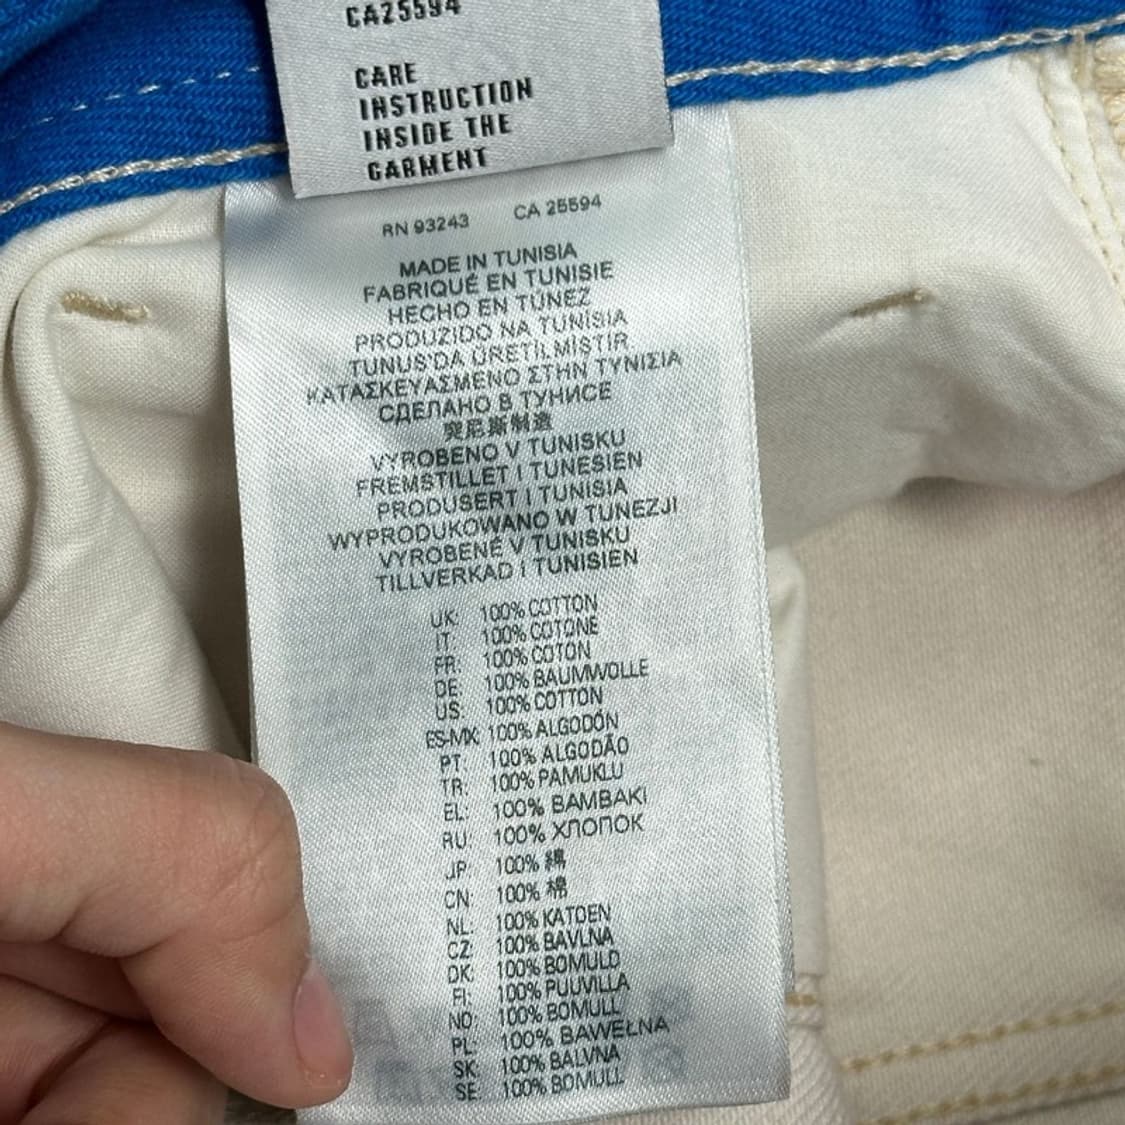 CA25594
CARE
INSTRUCTION
INSIDE THE
GARMENT
RN 93243 CA 25594
MADE IN TUNISIA
FABRIQUÉ EN TUNISIE
HECHO EN TÚNEZ
PRODUZIDO NA TUNÍSIA
TUNUS'DA ÜRETİLMİSTİR
ΚΑΤΑΣΚΕΥΑΣΜΕΝΟ ΣΤΗΝ ΤΥΝΙΣΙΑ
СДЕЛАНО В ТУНИСЕ
突尼斯制造
VYROBENO V TUNISKU
FREMSTILLET I TUNESIEN
PRODUSERT I TUNISIA
WYPRODUKOWANO W TUNEZJI
VYROBENÉ V TUNISKU
TILLVERKAD I TUNISIEN
UK: 100% COTTON
IT: 100% COTONE
FR: 100% COTON
DE: 100% BAUMWOLLE
US: 100% COTTON
ES-MX: 100% ALGODÓN
PT: 100% ALGODÃO
TR: 100% PAMUKLU
EL: 100% ΒΑΜΒΑΚΙ
RU: 100% ХЛОПОК
JP: 100% 綿
CN: 100% 棉
NL: 100% KATOEN
CZ: 100% BAVLNA
DK: 100% BOMULD
FI: 100% PUUVILLA
NO: 100% BOMULL
PL: 100% BAWEŁNA
SK: 100% BALVNA
SE: 100% BOMULL